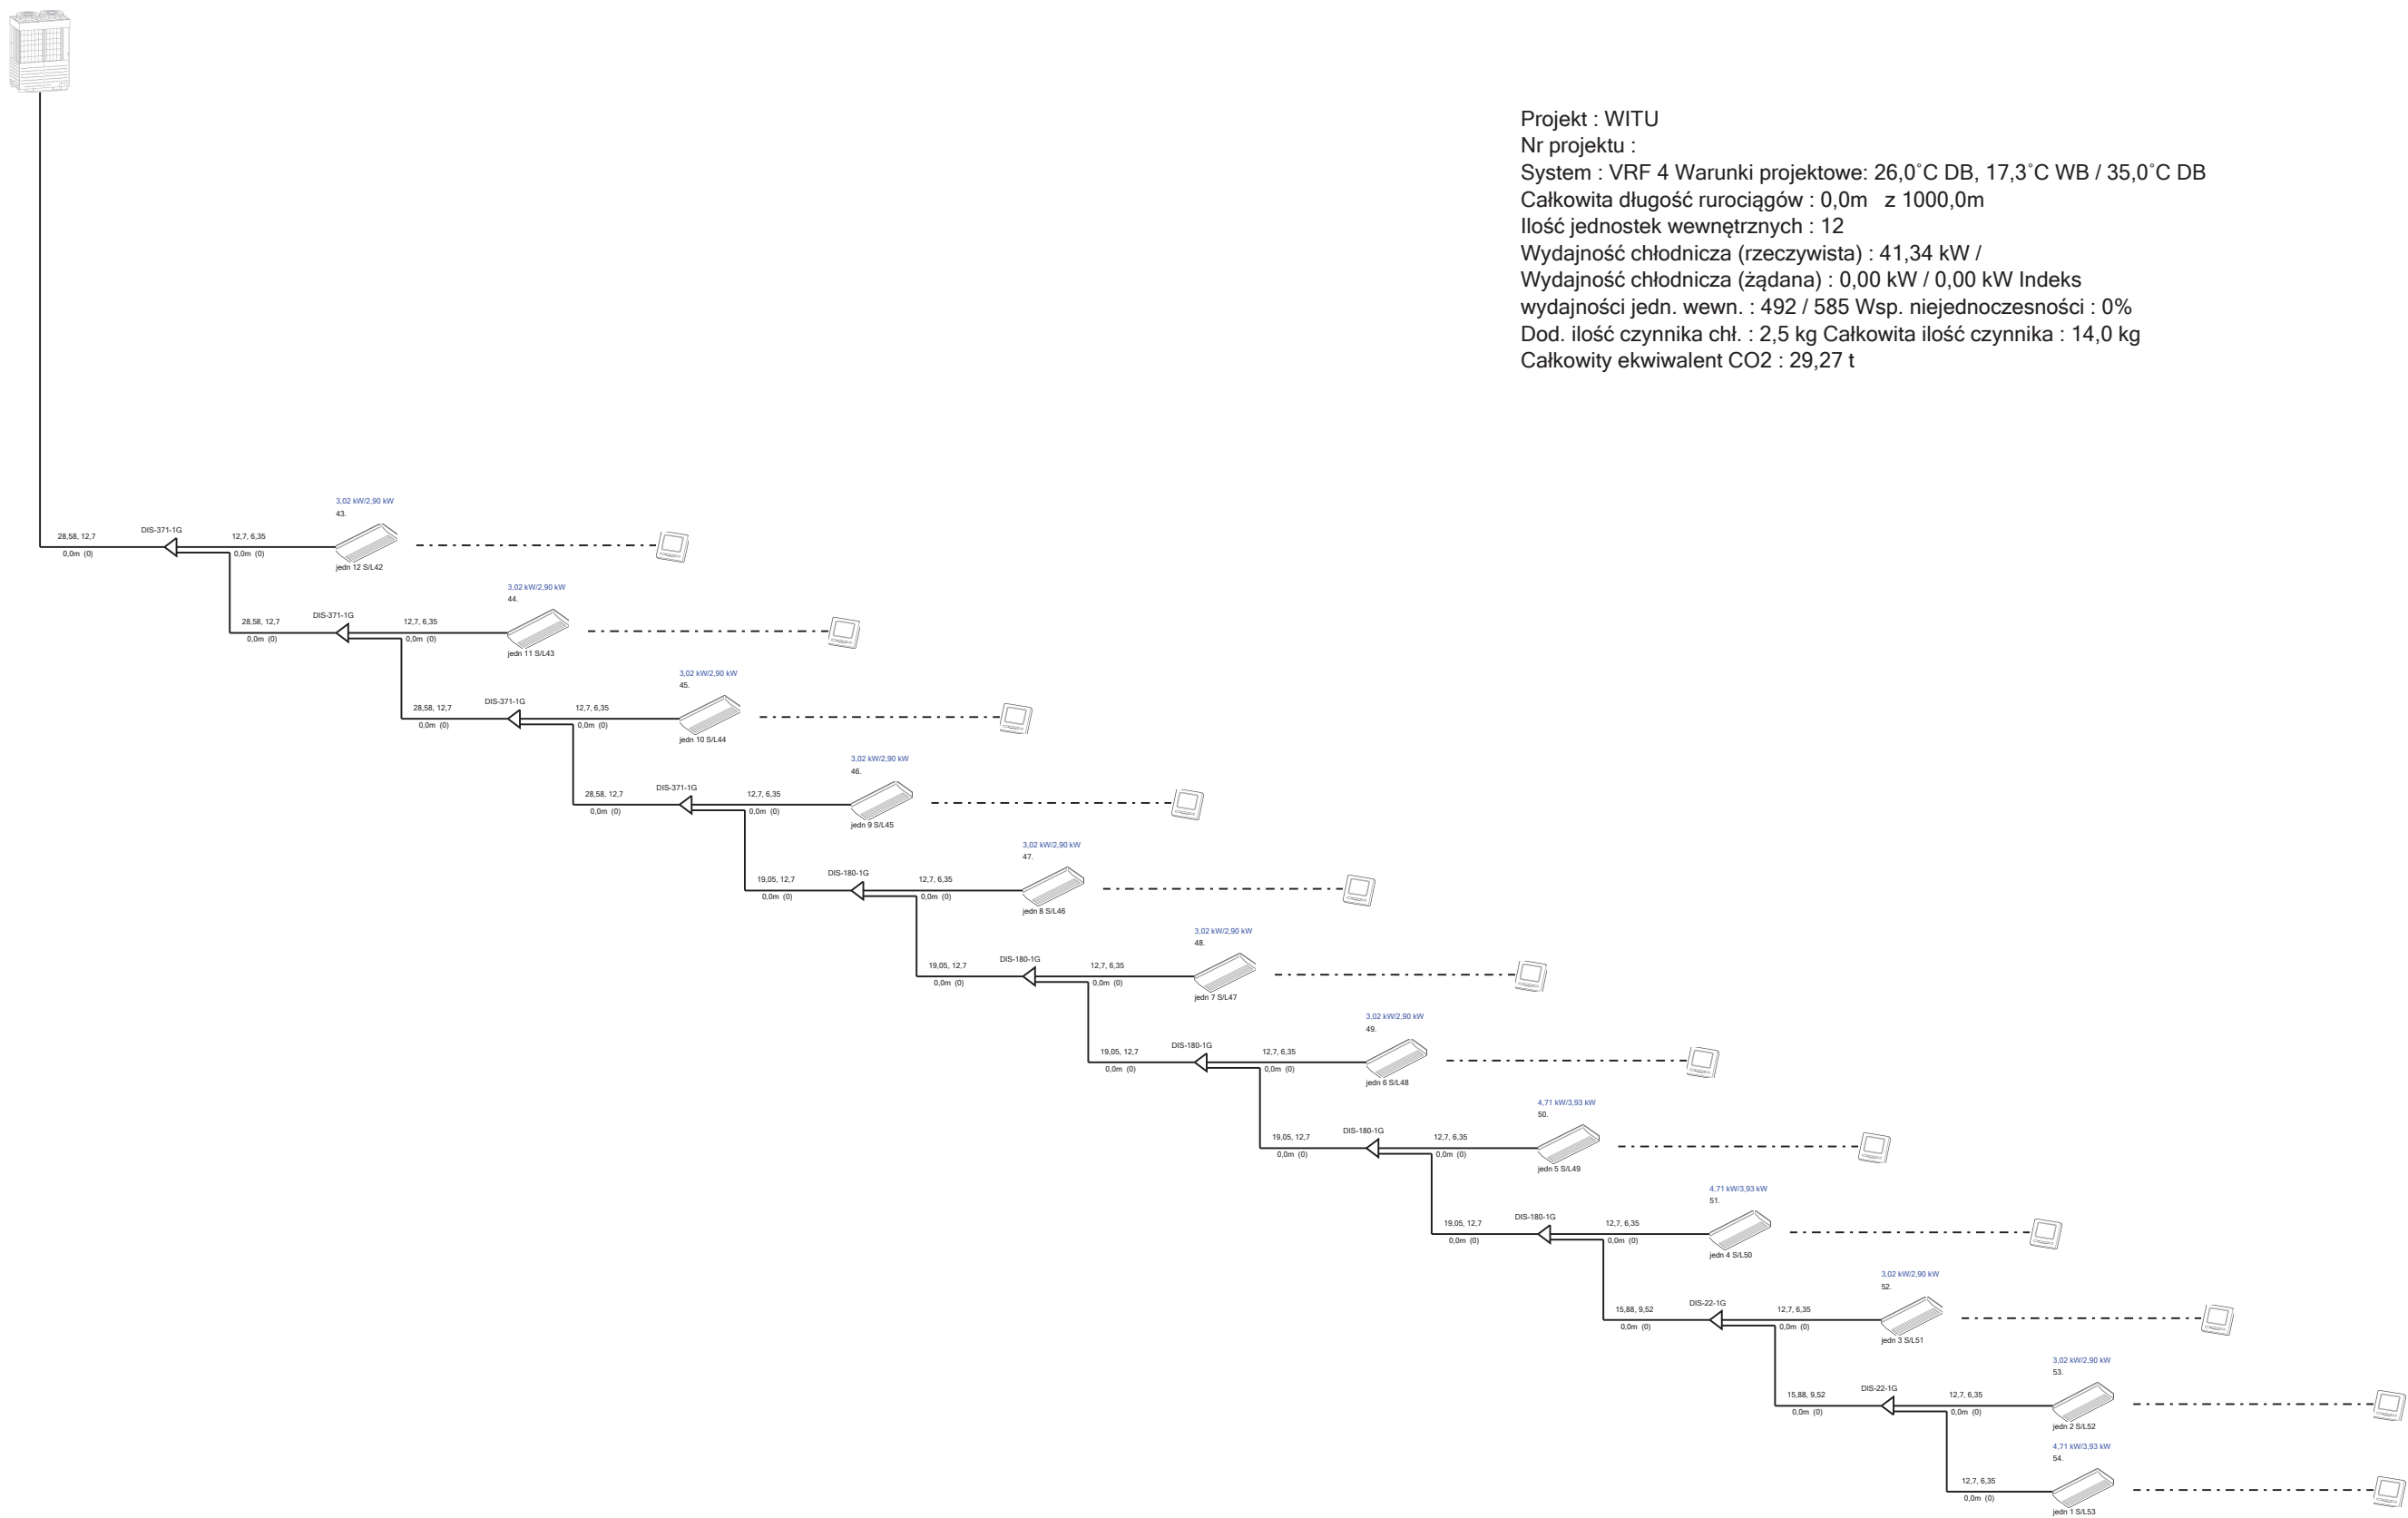 Projekt : WITU
Nr projektu :
System : VRF 4 Warunki projektowe: 26,0˚C DB, 17,3˚C WB / 35,0˚C DB
Całkowita długość rurociągów : 0,0m z 1000,0m
Ilość jednostek wewnętrznych : 12
Wydajność chłodnicza (rzeczywista) : 41,34 kW /
Wydajność chłodnicza (żądana) : 0,00 kW / 0,00 kW Indeks
wydajności jedn. wewn. : 492 / 585 Wsp. niejednoczesności : 0%
Dod. ilość czynnika chł. : 2,5 kg Całkowita ilość czynnika : 14,0 kg
Całkowity ekwiwalent CO2 : 29,27 t
3,02 kW/2,90 kW
43.
28,58, 12,7 DIS-371-1G 12,7, 6,35
0,0m (0) 0,0m (0)
jedn 12 S/L42
3,02 kW/2,90 kW
44.
28,58, 12,7 DIS-371-1G 12,7, 6,35
0,0m (0) 0,0m (0)
jedn 11 S/L43
3,02 kW/2,90 kW
45.
28,58, 12,7 DIS-371-1G 12,7, 6,35
0,0m (0) 0,0m (0)
jedn 10 S/L44
3,02 kW/2,90 kW
46.
28,58, 12,7 DIS-371-1G 12,7, 6,35
0,0m (0) 0,0m (0)
jedn 9 S/L45
3,02 kW/2,90 kW
47.
19,05, 12,7 DIS-180-1G 12,7, 6,35
0,0m (0) 0,0m (0)
jedn 8 S/L46
3,02 kW/2,90 kW
48.
19,05, 12,7 DIS-180-1G 12,7, 6,35
0,0m (0) 0,0m (0)
jedn 7 S/L47
3,02 kW/2,90 kW
49.
19,05, 12,7 DIS-180-1G 12,7, 6,35
0,0m (0) 0,0m (0)
jedn 6 S/L48
4,71 kW/3,93 kW
50.
19,05, 12,7 DIS-180-1G 12,7, 6,35
0,0m (0) 0,0m (0)
jedn 5 S/L49
4,71 kW/3,93 kW
51.
19,05, 12,7 DIS-180-1G 12,7, 6,35
0,0m (0) 0,0m (0)
jedn 4 S/L50
3,02 kW/2,90 kW
52.
15,88, 9,52 DIS-22-1G 12,7, 6,35
0,0m (0) 0,0m (0)
jedn 3 S/L51
3,02 kW/2,90 kW
53.
15,88, 9,52 DIS-22-1G 12,7, 6,35
0,0m (0) 0,0m (0)
jedn 2 S/L52
4,71 kW/3,93 kW
54.
12,7, 6,35
0,0m (0)
jedn 1 S/L53